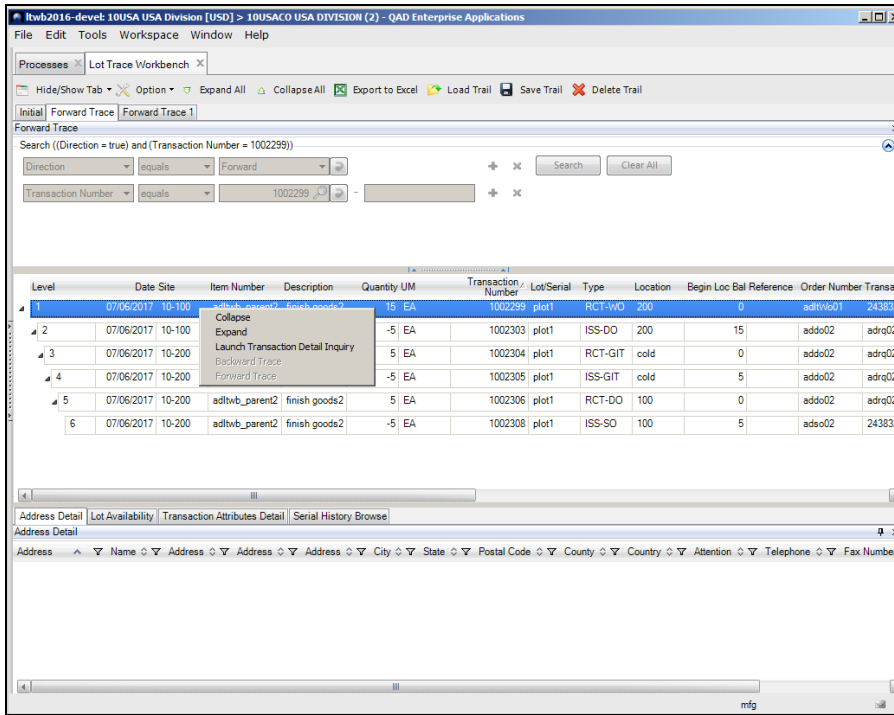 ltwb2016-devel: 10USA USA Division [USD] > 10USACO USA DIVISION (2) - QAD Enterprise Applications
File Edit Tools Workspace Window Help
Processes Lot Trace Workbench
Hide/Show Tab Option Expand All Collapse All Export to Excel Load Trail Save Trail Delete Trail
Initial Forward Trace Forward Trace 1
Forward Trace
Search ((Direction = true) and (Transaction Number = 1002299))
Direction equals Forward Search Clear All
Transaction Number equals 1002299 -
Level Date Site Item Number Description Quantity UM Transaction Number Lot/Serial Type Location Begin Loc Bal Reference Order Number Transa
1 07/06/2017 10-100 adltwb_parent2 finish goods2 15 EA 1002299 plot1 RCT-WO 200 0 adltWo01 24383
Collapse
2 07/06/2017 10-100 Expand -5 EA 1002303 plot1 ISS-DO 200 15 addo02 adrq02
Launch Transaction Detail Inquiry
3 07/06/2017 10-200 5 EA 1002304 plot1 RCT-GIT cold 0 addo02 adrq02
Backward Trace
4 07/06/2017 10-200 Forward Trace -5 EA 1002305 plot1 ISS-GIT cold 5 addo02 adrq02
5 07/06/2017 10-200 adltwb_parent2 finish goods2 5 EA 1002306 plot1 RCT-DO 100 0 addo02 adrq02
6 07/06/2017 10-200 adltwb_parent2 finish goods2 -5 EA 1002308 plot1 ISS-SO 100 5 adso02 24383
Address Detail Lot Availability Transaction Attributes Detail Serial History Browse
Address Detail
Address Name Address Address Address City State Postal Code County Country Attention Telephone Fax Number
mfg